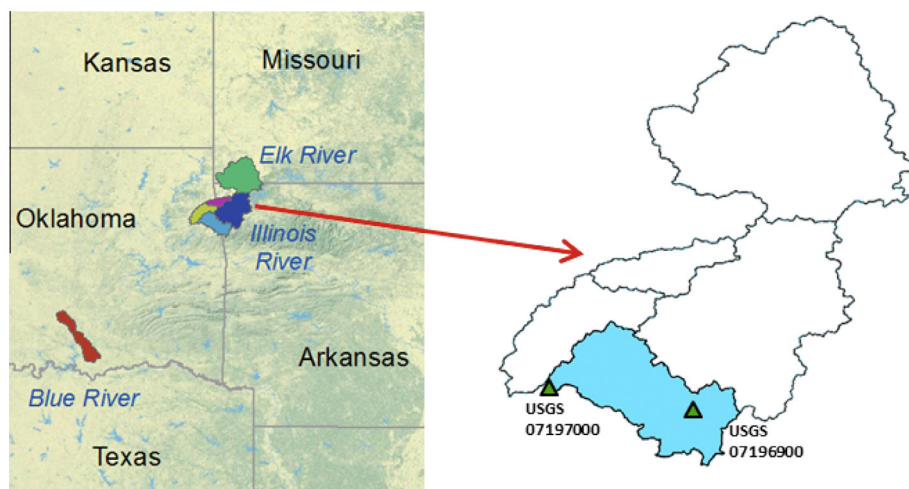 Kansas
Missouri
Elk River
Oklahoma
Illinois
River
Arkansas
Blue River
Texas
USGS
07197000
USGS
07196900